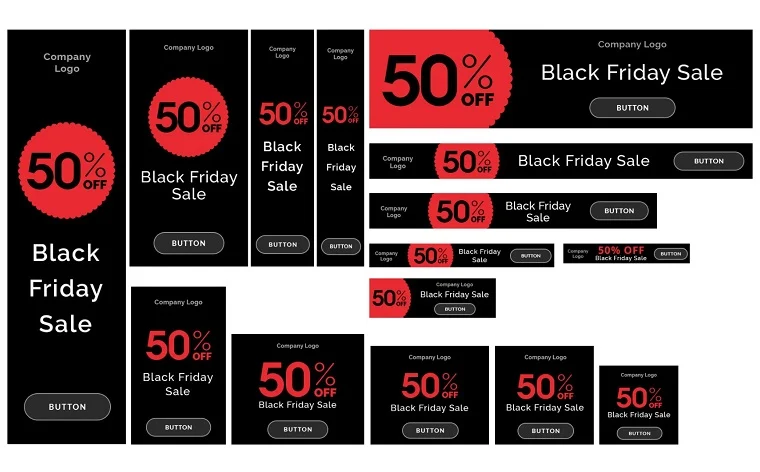 Company
Logo
50%
OFF
Black
Friday
Sale
BUTTON
Company Logo
50%
OFF
Black Friday
Sale
BUTTON
Company
Logo
50%
OFF
Black
Friday
Sale
BUTTON
Company
Logo
50%
OFF
Black
Friday
Sale
BUTTON
50%
OFF
Company Logo
Black Friday Sale
BUTTON
Company
Logo
50%
OFF
Black Friday Sale
BUTTON
Company
Logo
50%
OFF
Black Friday
Sale
BUTTON
Company
Logo
50%
OFF
Black Friday
Sale
BUTTON
Company
Logo
50% OFF
Black Friday Sale
BUTTON
50%
OFF
Company Logo
Black Friday Sale
BUTTON
Company Logo
50%
OFF
Black Friday
Sale
BUTTON
Company Logo
50%
OFF
Black Friday Sale
BUTTON
Company Logo
50%
OFF
Black Friday Sale
BUTTON
Company Logo
50%
OFF
Black Friday Sale
BUTTON
Company Logo
50%
OFF
Black Friday Sale
BUTTON